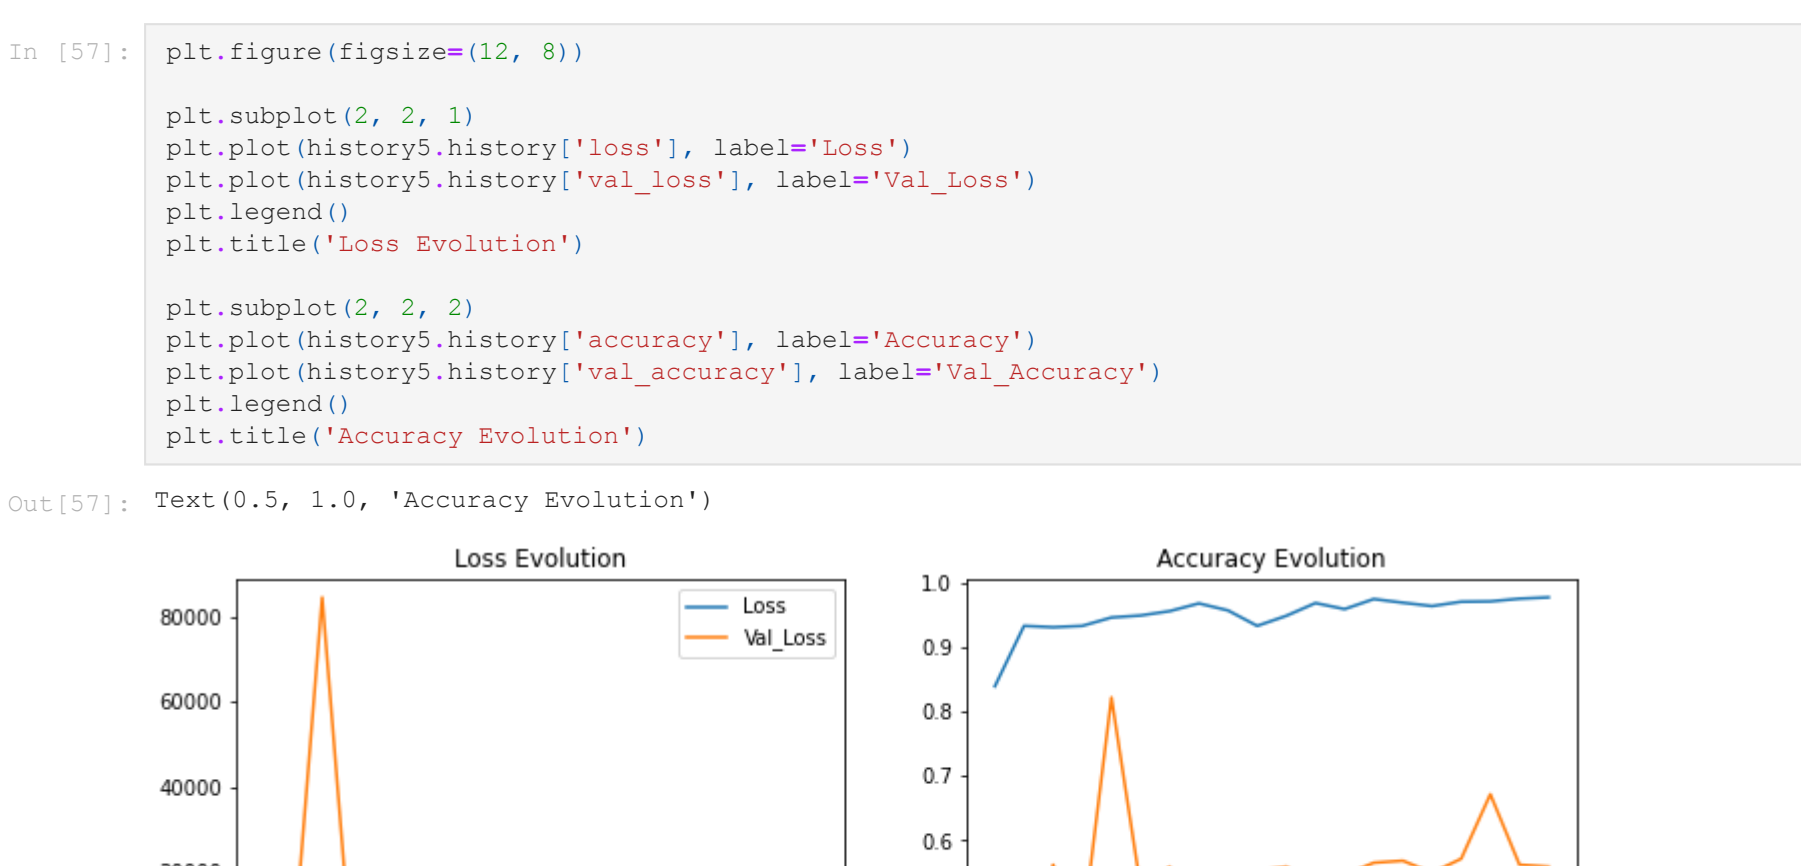 In [57]:
plt.figure(figsize=(12, 8))
plt.subplot(2, 2, 1)
plt.plot(history5.history['loss'], label='Loss')
plt.plot(history5.history['val_loss'], label='Val_Loss')
plt.legend()
plt.title('Loss Evolution')
plt.subplot(2, 2, 2)
plt.plot(history5.history['accuracy'], label='Accuracy')
plt.plot(history5.history['val_accuracy'], label='Val_Accuracy')
plt.legend()
plt.title('Accuracy Evolution')
Out[57]: Text(0.5, 1.0, 'Accuracy Evolution')
Loss Evolution
80000
60000
40000
Loss
Val_Loss
Accuracy Evolution
1.0
0.9
0.8
0.7
0.6